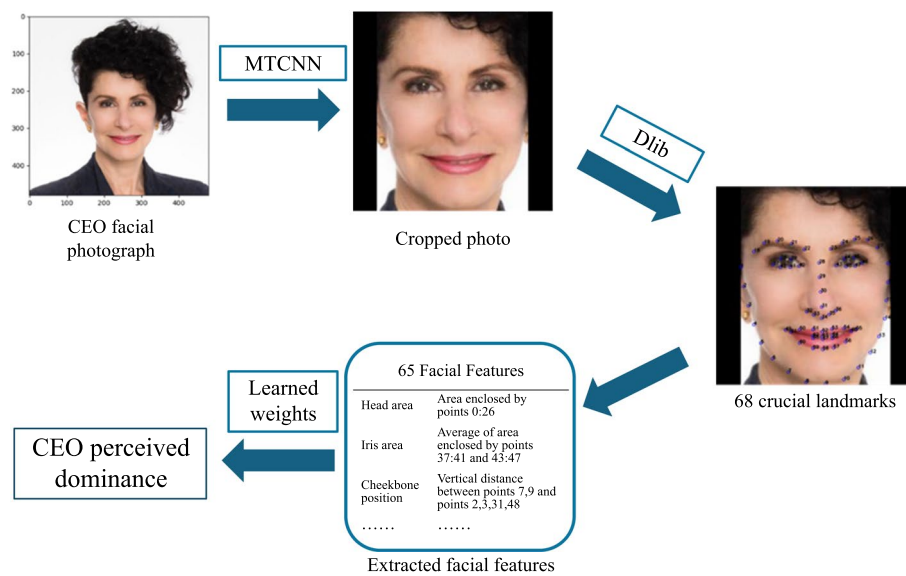 0
100
200
300
400
0 100 200 300 400
CEO facial
photograph
MTCNN
Cropped photo
Dlib
68 crucial landmarks
65 Facial Features
Head area
Area enclosed by
points 0:26
Iris area
Average of area
enclosed by points
37:41 and 43:47
Cheekbone
position
Vertical distance
between points 7,9 and
points 2,3,31,48
…… ……
Extracted facial features
Learned
weights
CEO perceived
dominance